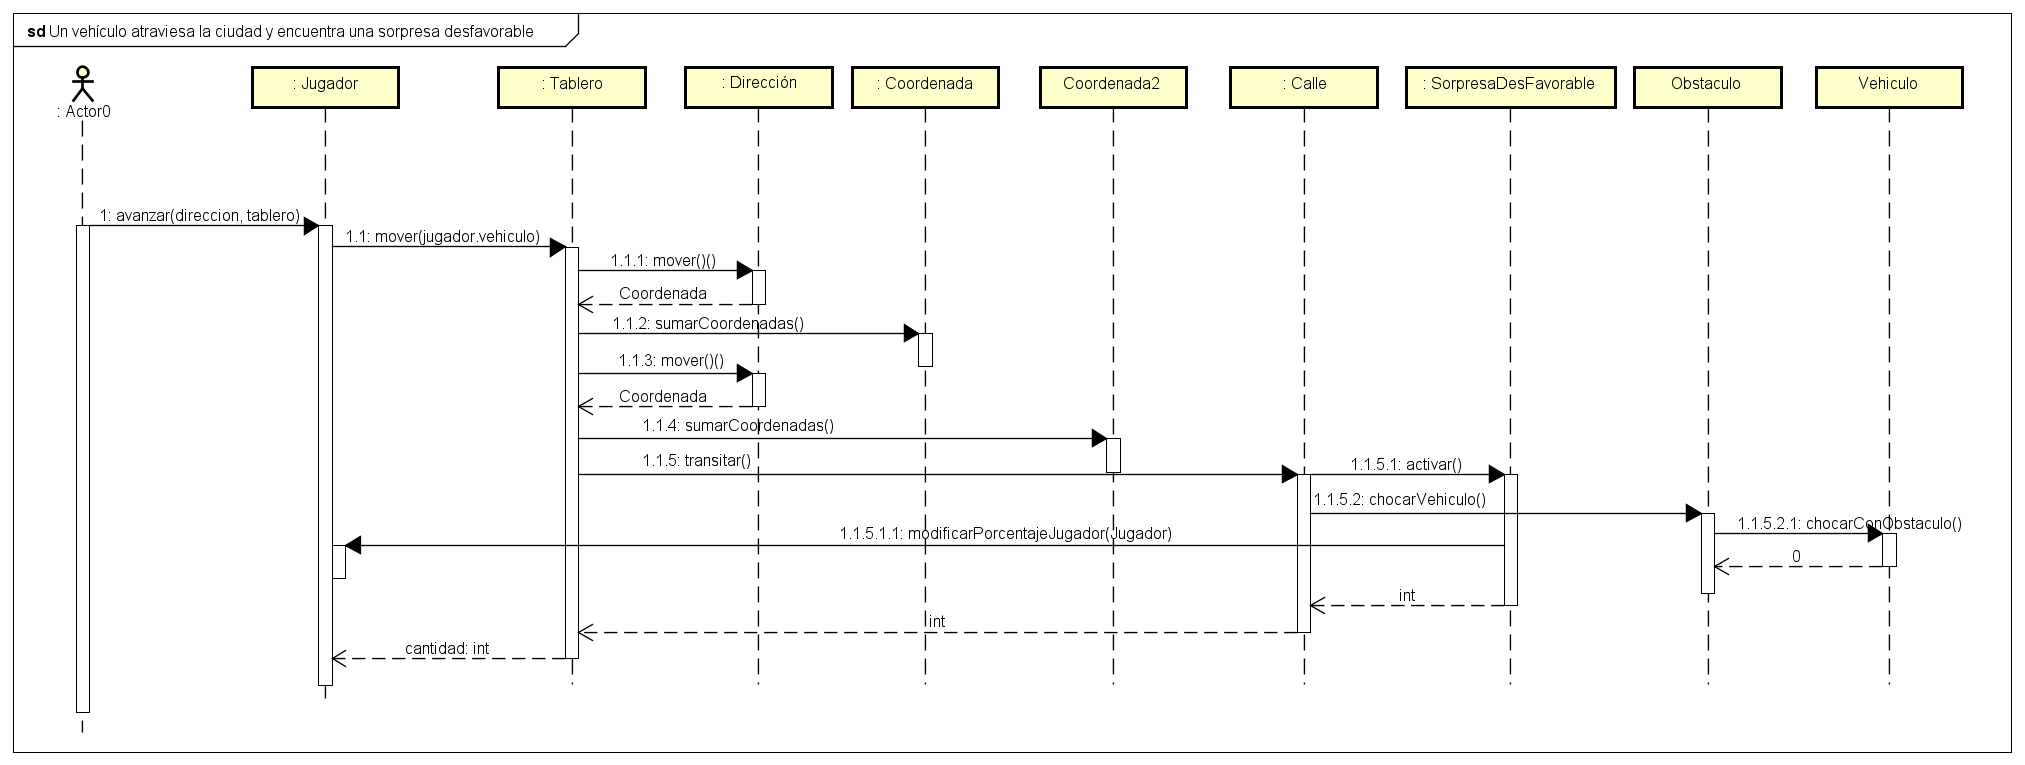 sd Un vehículo atraviesa la ciudad y encuentra una sorpresa desfavorable
: Actor0
: Jugador
: Tablero
: Dirección
: Coordenada
Coordenada2
: Calle
: SorpresaDesFavorable
Obstaculo
Vehiculo
1: avanzar(direccion, tablero)
1.1: mover(jugador.vehiculo)
1.1.1: mover()()
Coordenada
1.1.2: sumarCoordenadas()
1.1.3: mover()()
Coordenada
1.1.4: sumarCoordenadas()
1.1.5: transitar()
1.1.5.1: activar()
1.1.5.2: chocarVehiculo()
1.1.5.2.1: chocarConObstaculo()
1.1.5.1.1: modificarPorcentajeJugador(Jugador)
0
int
int
cantidad: int